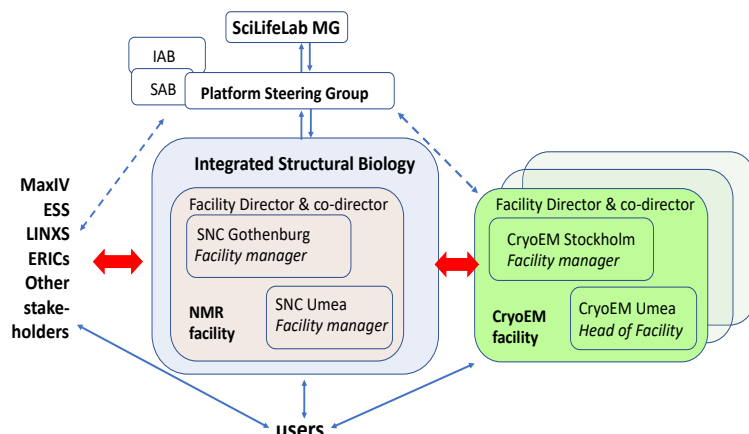 SciLifeLab MG
IAB
SAB
Platform Steering Group
Integrated Structural Biology
MaxIV
ESS
LINXS
ERICs
Other
stake-
holders
Facility Director & co-director
SNC Gothenburg
Facility manager
SNC Umea
Facility manager
NMR
facility
Facility Director & co-director
CryoEM Stockholm
Facility manager
CryoEM Umea
Head of Facility
CryoEM
facility
users